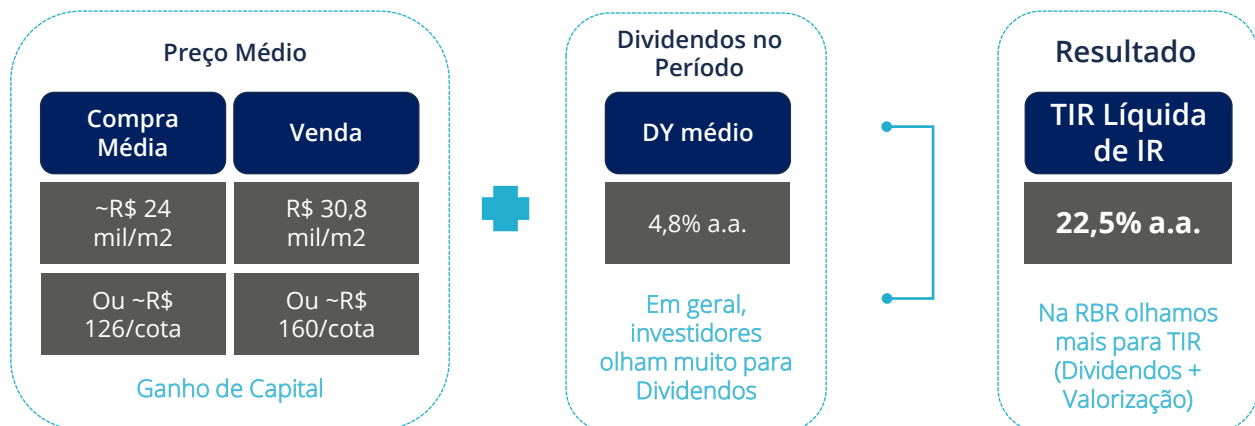 Preço Médio
Compra
Média
Venda
~R$ 24
mil/m2
R$ 30,8
mil/m2
Ou ~R$
126/cota
Ou ~R$
160/cota
Ganho de Capital
Dividendos no
Período
DY médio
4,8% a.a.
Em geral,
investidores
olham muito para
Dividendos
Resultado
TIR Líquida
de IR
22,5% a.a.
Na RBR olhamos
mais para TIR
(Dividendos +
Valorização)